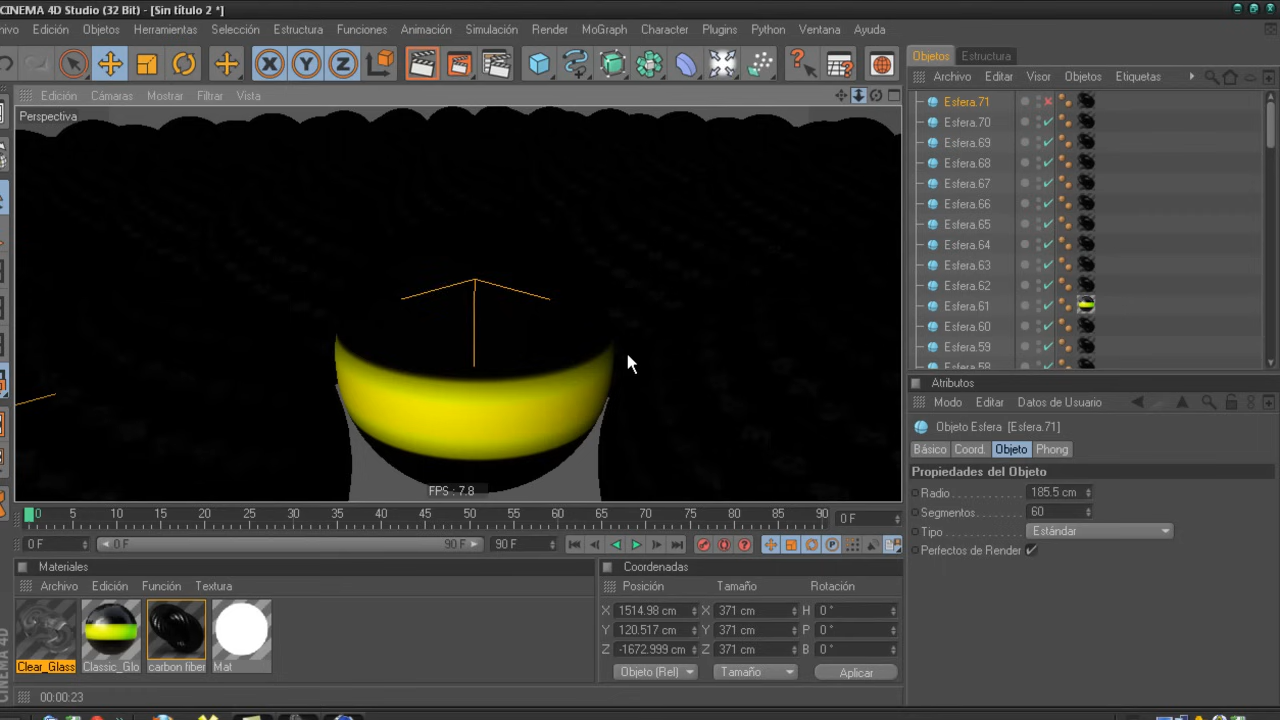 CINEMA 4D Studio (32 Bit) - [Sin título 2 *]
Edición Objetos Herramientas Selección Estructura Funciones Animación Simulación Render MoGraph Character Plugins Python Ventana Ayuda
Objetos Estructura
Archivo Editar Visor Objetos Etiquetas
Edición Cámaras Mostrar Filtrar Vista
Perspectiva
Esfera.71
Esfera.70
Esfera.69
Esfera.68
Esfera.67
Esfera.66
Esfera.65
Esfera.64
Esfera.63
Esfera.62
Esfera.61
Esfera.60
Esfera.59
Esfera.58
Atributos
Modo Editar Datos de Usuario
Objeto Esfera [Esfera.71]
Básico Coord. Objeto Phong
Propiedades del Objeto
Radio 185.5 cm
Segmentos 60
Tipo Estándar
Perfectos de Render
FPS : 7.8
0 5 10 15 20 25 30 35 40 45 50 55 60 65 70 75 80 85 90 0 F
0 F 0 F 90 F 90 F
Materiales
Archivo Edición Función Textura
Clear_Glass Classic_Glo carbon fiber Mat
Coordenadas
Posición Tamaño Rotación
X 1514.98 cm X 371 cm H 0 °
Y 120.517 cm Y 371 cm P 0 °
Z -1672.999 cm Z 371 cm B 0 °
Objeto (Rel) Tamaño Aplicar
00:00:23
CINEMA 4D